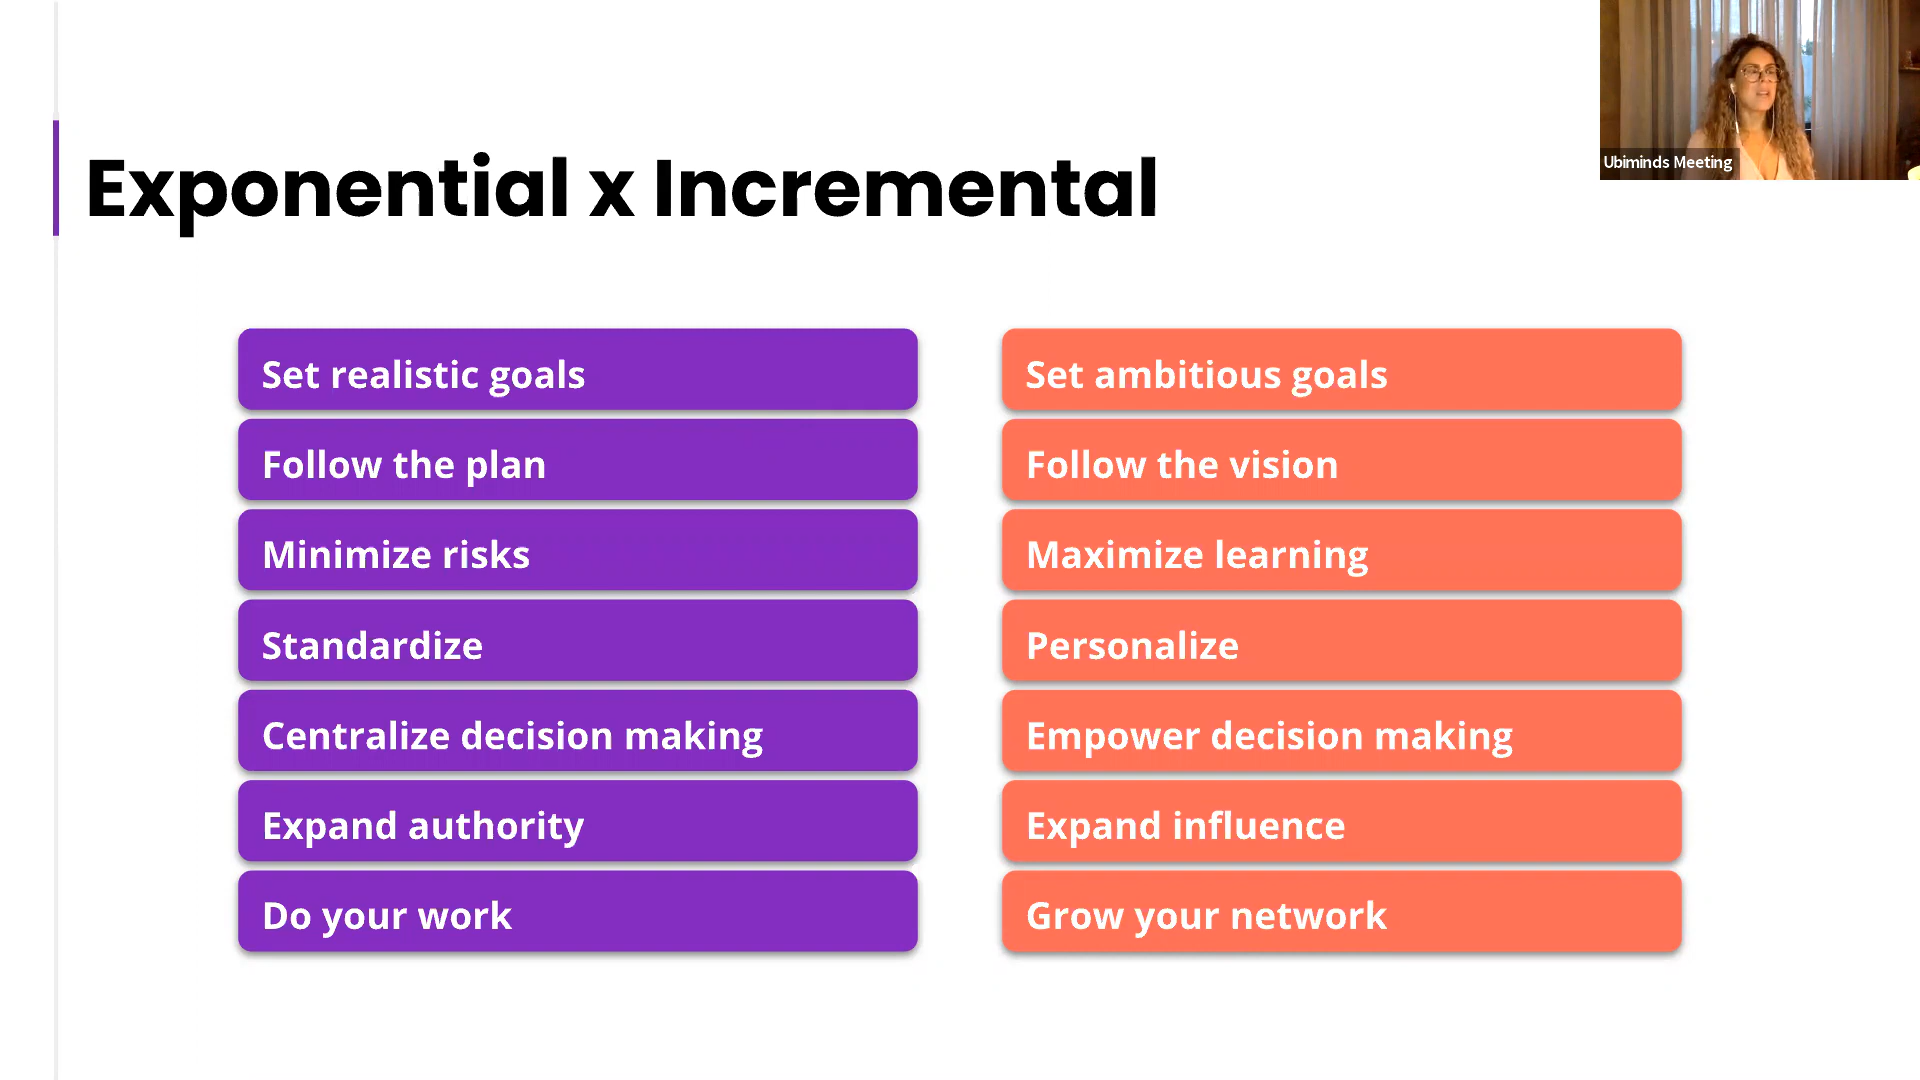 Ubiminds Meeting
Exponential x Incremental
Set realistic goals
Set ambitious goals
Follow the plan
Follow the vision
Minimize risks
Maximize learning
Standardize
Personalize
Centralize decision making
Empower decision making
Expand authority
Expand influence
Do your work
Grow your network